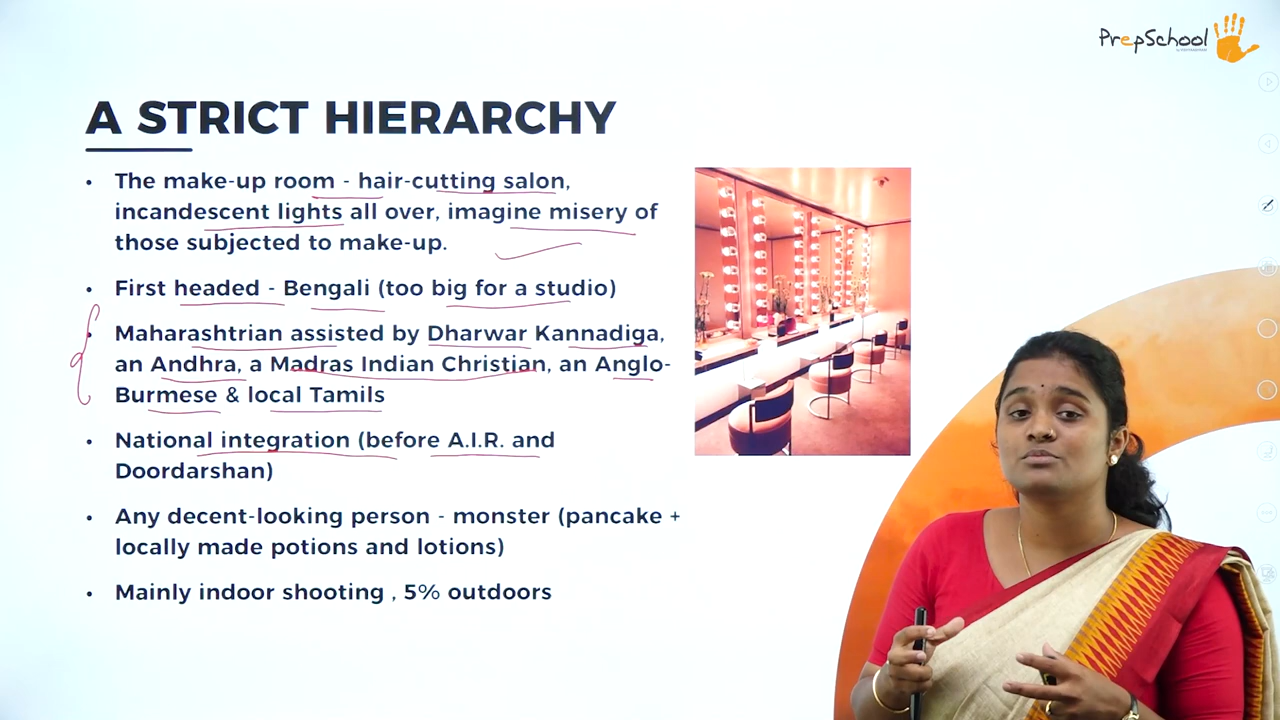 PrepSchool
A STRICT HIERARCHY
• The make-up room - hair-cutting salon,
incandescent lights all over, imagine misery of
those subjected to make-up.
• First headed - Bengali (too big for a studio)
• Maharashtrian assisted by Dharwar Kannadiga,
an Andhra, a Madras Indian Christian, an Anglo-
Burmese & local Tamils
• National integration (before A.I.R. and
Doordarshan)
• Any decent-looking person - monster (pancake +
locally made potions and lotions)
• Mainly indoor shooting , 5% outdoors